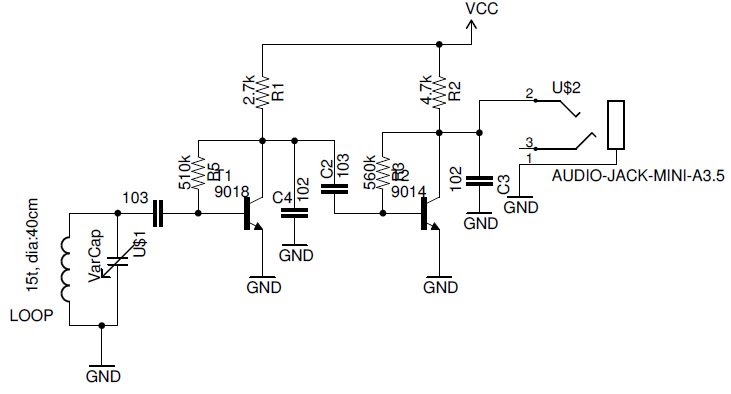 VCC
2.7k
R1
4.7k
R2
2
U$2
3
1
AUDIO-JACK-MINI-A3.5
GND
510k
R5
T1
9018
C4
102
C2
103
560k
R3
T2
9014
102
C3
GND
GND
103
15t, dia:40cm
VarCap
U$1
LOOP
GND
GND
GND